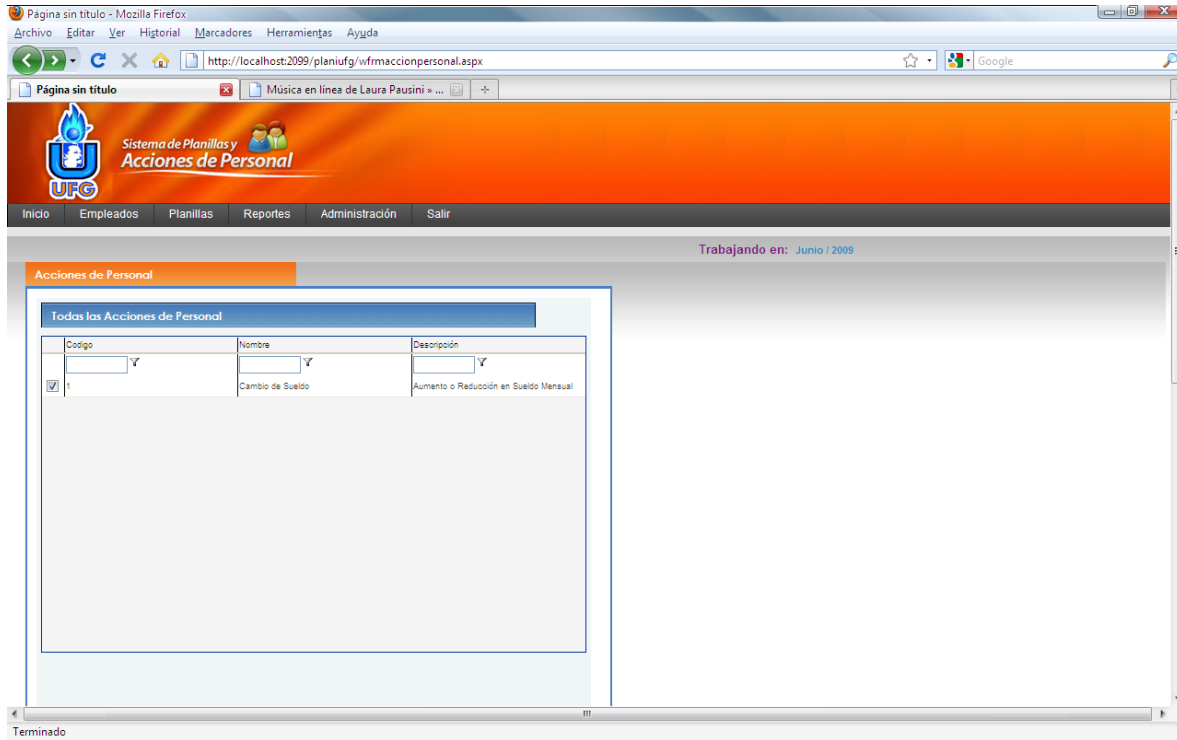 Página sin título - Mozilla Firefox
Archivo Editar Ver Historial Marcadores Herramientas Ayuda
http://localhost:2099/planiufg/wfrmaccionpersonal.aspx Google
Página sin título Música en línea de Laura Pausini » ...
Sistema de Planillas y
Acciones de Personal
UFG
Inicio Empleados Planillas Reportes Administración Salir
Trabajando en: Junio / 2009
Acciones de Personal
Todas las Acciones de Personal
Codigo Nombre Descripción
1 Cambio de Sueldo Aumento o Reducción en Sueldo Mensual
Terminado